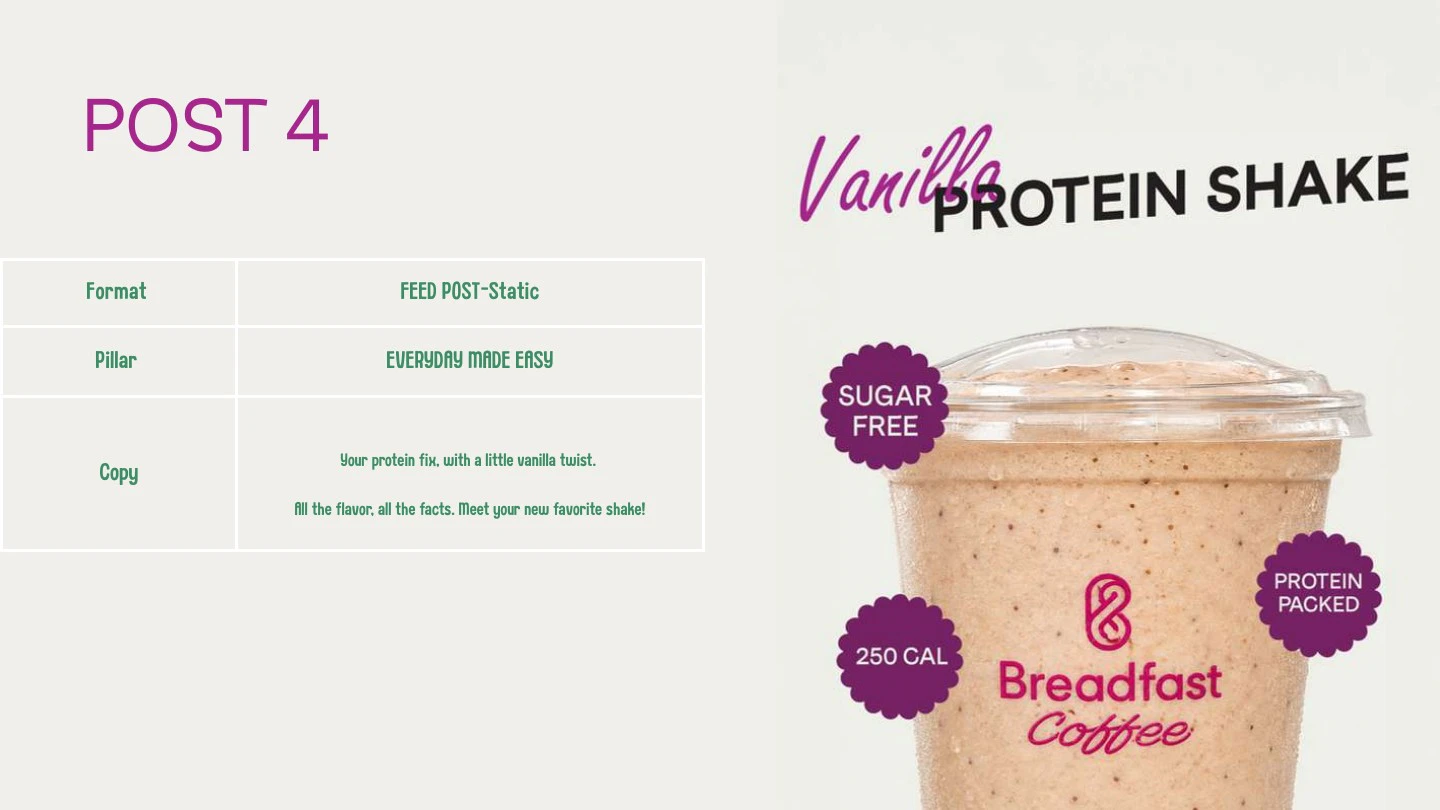 POST 4
Format
FEED POST-Static
Pillar
EVERYDAY MADE EASY
Copy
Your protein fix, with a little vanilla twist.
All the flavor, all the facts. Meet your new favorite shake!
Vanilla
PROTEIN SHAKE
SUGAR
FREE
PROTEIN
PACKED
250 CAL
Breadfast
Coffee